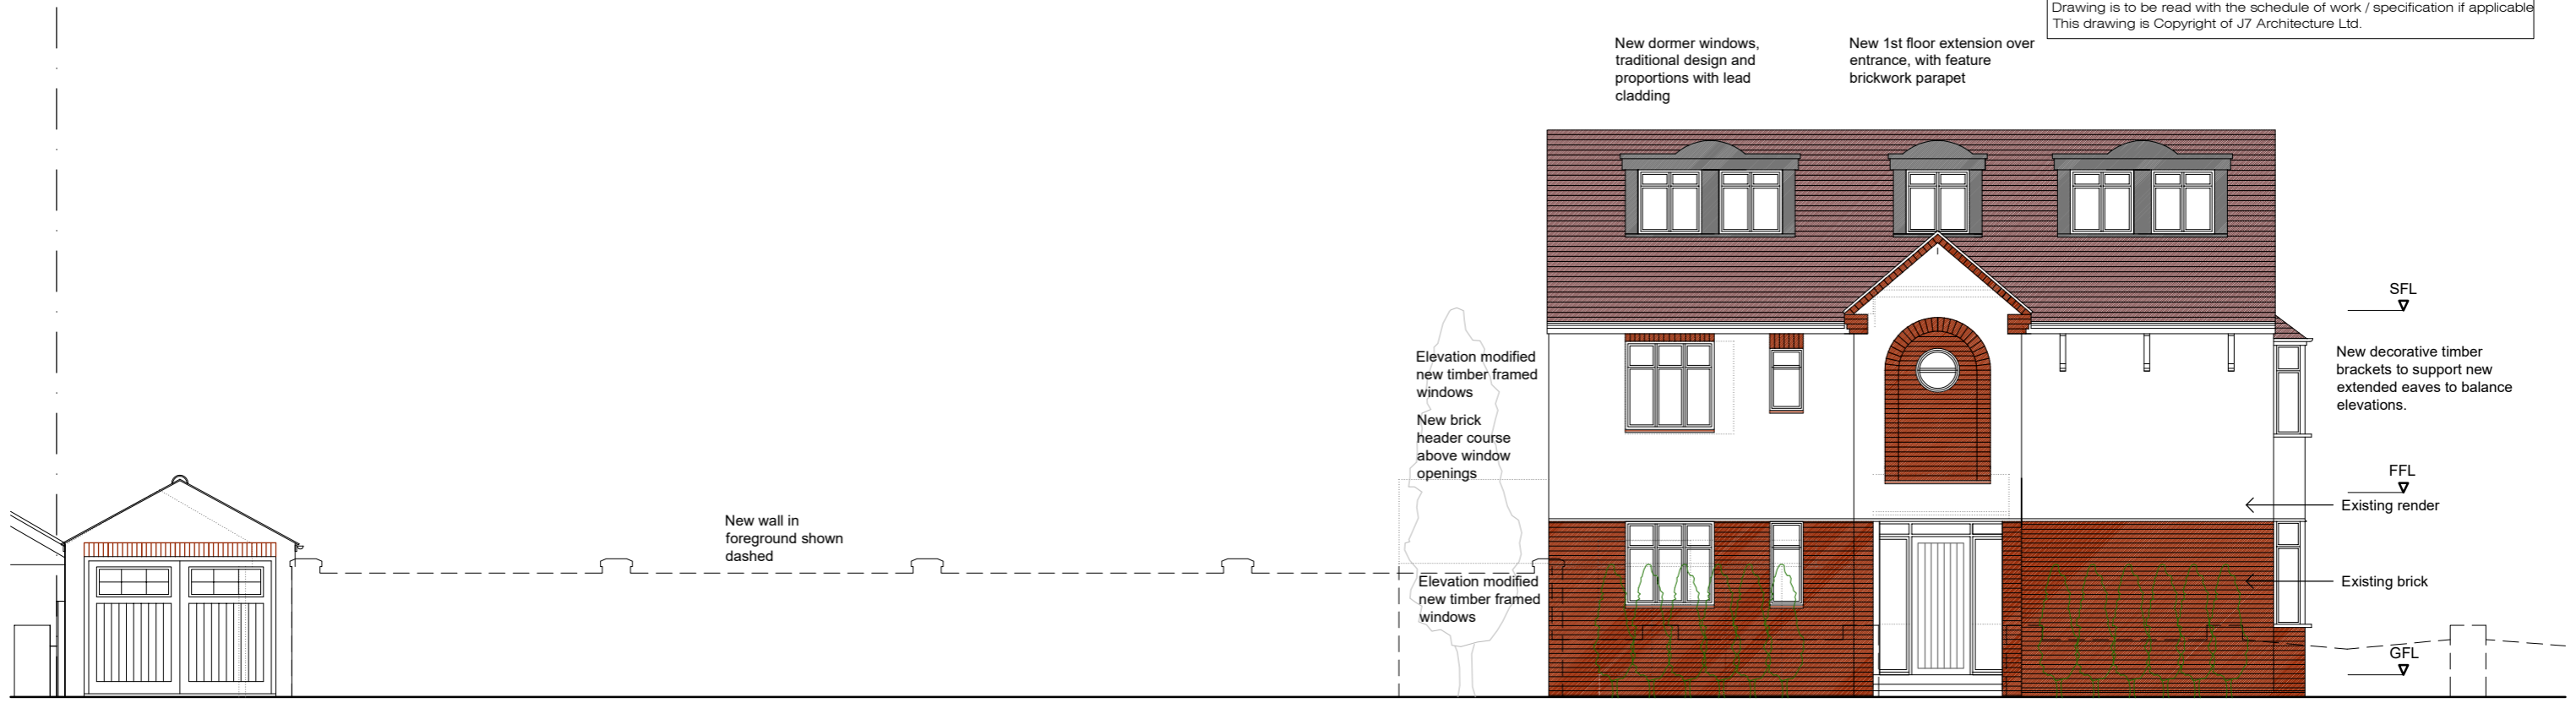 Drawing is to be read with the schedule of work / specification if applicable
This drawing is Copyright of J7 Architecture Ltd.
New dormer windows,
traditional design and
proportions with lead
cladding
New 1st floor extension over
entrance, with feature
brickwork parapet
SFL
New decorative timber
brackets to support new
extended eaves to balance
elevations.
Elevation modified
new timber framed
windows
New brick
header course
above window
openings
FFL
Existing render
New wall in
foreground shown
dashed
Elevation modified
new timber framed
windows
Existing brick
GFL